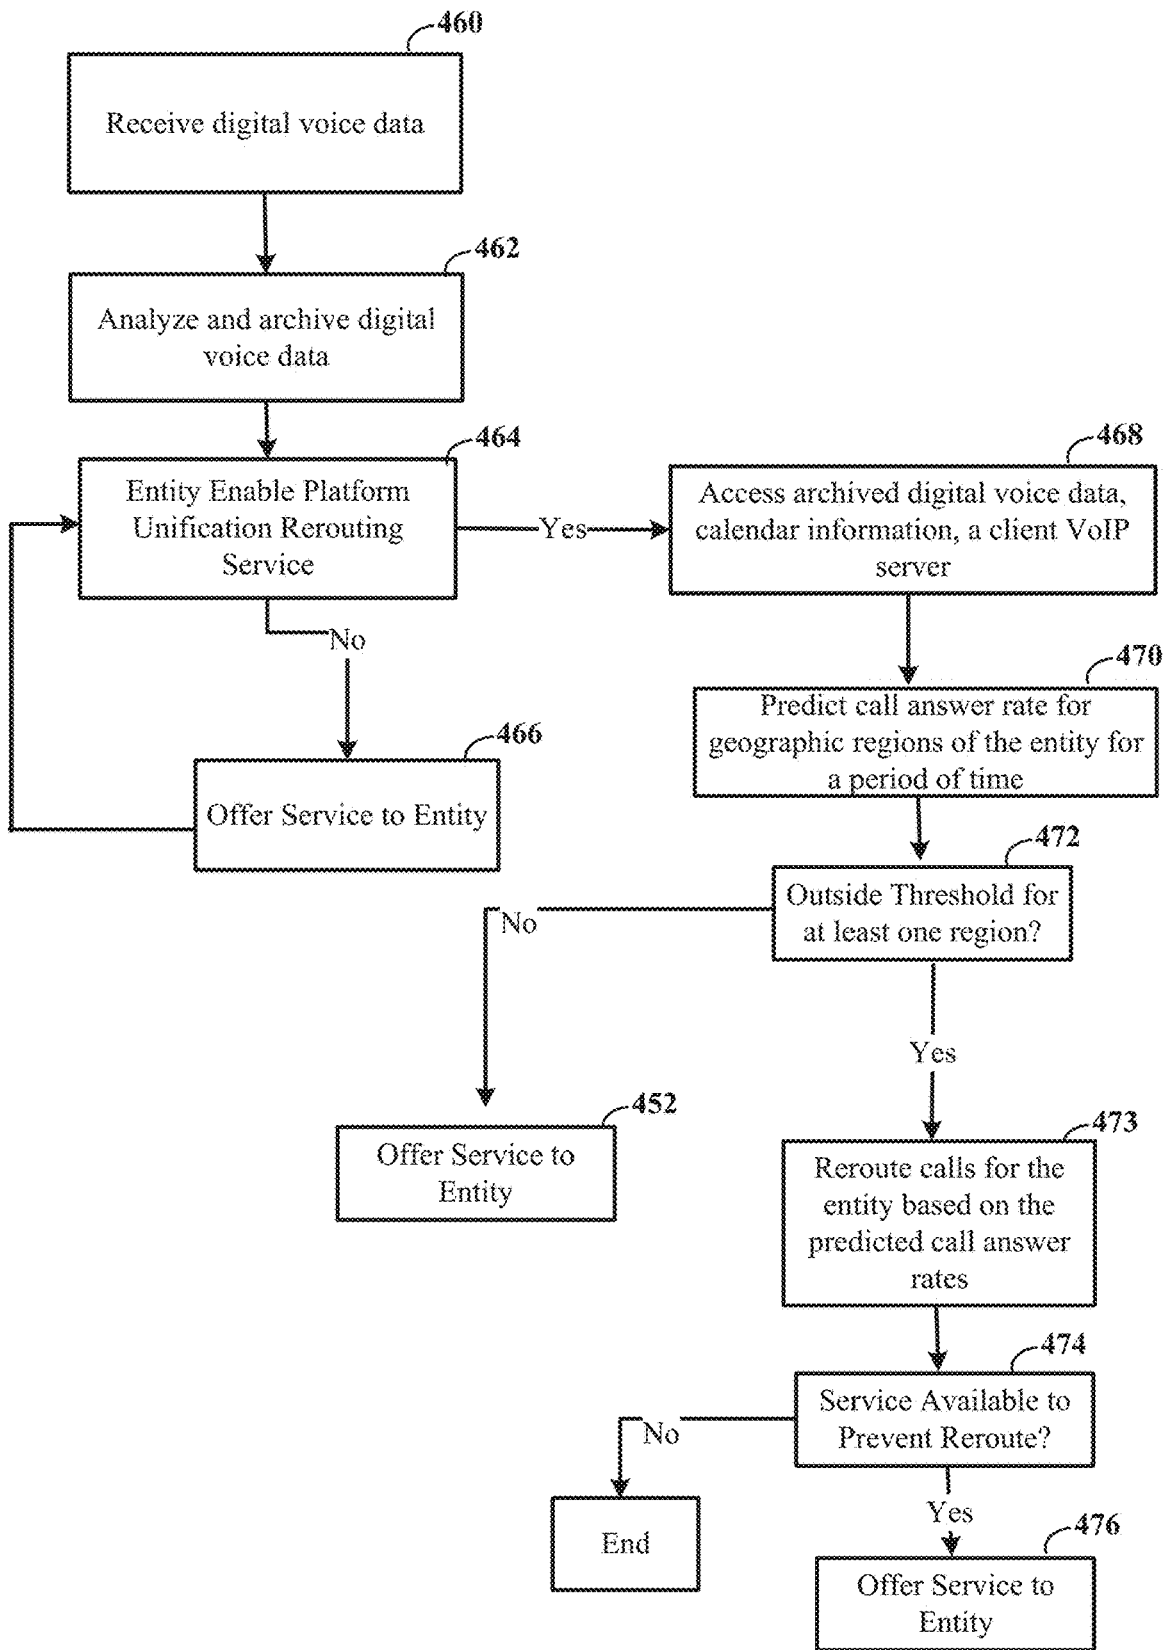 460
Receive digital voice data
462
Analyze and archive digital
voice data
464
Entity Enable Platform
Unification Rerouting
Service
Yes
468
Access archived digital voice data,
calendar information, a client VoIP
server
No
466
Offer Service to Entity
470
Predict call answer rate for
geographic regions of the entity for
a period of time
472
Outside Threshold for
at least one region?
No
452
Offer Service to
Entity
Yes
473
Reroute calls for the
entity based on the
predicted call answer
rates
474
Service Available to
Prevent Reroute?
No
End
Yes
476
Offer Service to
Entity